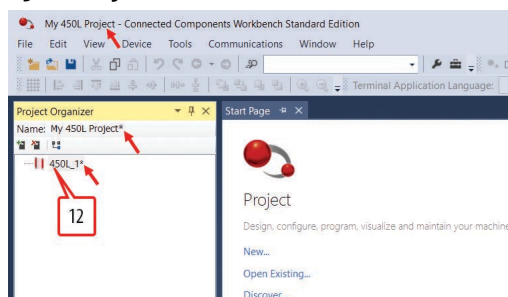 My 450L Project - Connected Components Workbench Standard Edition
File Edit View Device Tools Communications Window Help
Terminal Application Language:
Project Organizer
Start Page
Name: My 450L Project*
450L_1*
12
Project
Design, configure, program, visualize and maintain your machine
New...
Open Existing...
Discover...